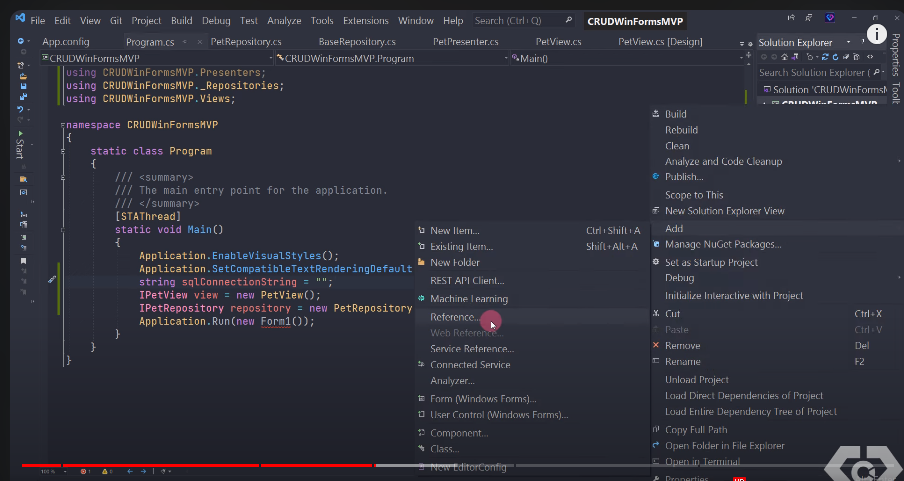 File Edit View Git Project Build Debug Test Analyze Tools Extensions Window Help Search (Ctrl+Q) CRUDWinFormsMVP
App.config Program.cs PetRepository.cs BaseRepository.cs PetPresenter.cs PetView.cs PetView.cs [Design]
CRUDWinFormsMVP CRUDWinFormsMVP.Program Main()
using CRUDWinFormsMVP.Presenters;
using CRUDWinFormsMVP._Repositories;
using CRUDWinFormsMVP.Views;
namespace CRUDWinFormsMVP
{
static class Program
{
/// <summary>
/// The main entry point for the application.
/// </summary>
[STAThread]
static void Main()
{
Application.EnableVisualStyles();
Application.SetCompatibleTextRenderingDefault
string sqlConnectionString = "";
IPetView view = new PetView();
IPetRepository repository = new PetRepository
Application.Run(new Form1());
}
}
}
Start
100 %
1
0
New Item... Ctrl+Shift+A
Existing Item... Shift+Alt+A
New Folder
REST API Client...
Machine Learning
Reference...
Web Reference...
Service Reference...
Connected Service
Analyzer...
Form (Windows Forms)...
User Control (Windows Forms)...
Component...
Class...
New EditorConfig
Solution Explorer
Search Solution Explorer (
Solution 'CRUDWinFormsM
CRUDWinFormsMVP
Build
Rebuild
Clean
Analyze and Code Cleanup
Publish...
Scope to This
New Solution Explorer View
Add
Manage NuGet Packages...
Set as Startup Project
Debug
Initialize Interactive with Project
Cut Ctrl+X
Paste Ctrl+V
Remove Del
Rename F2
Unload Project
Load Direct Dependencies of Project
Load Entire Dependency Tree of Project
Copy Full Path
Open Folder in File Explorer
Open in Terminal
Properties
HD
Properties
Toolb